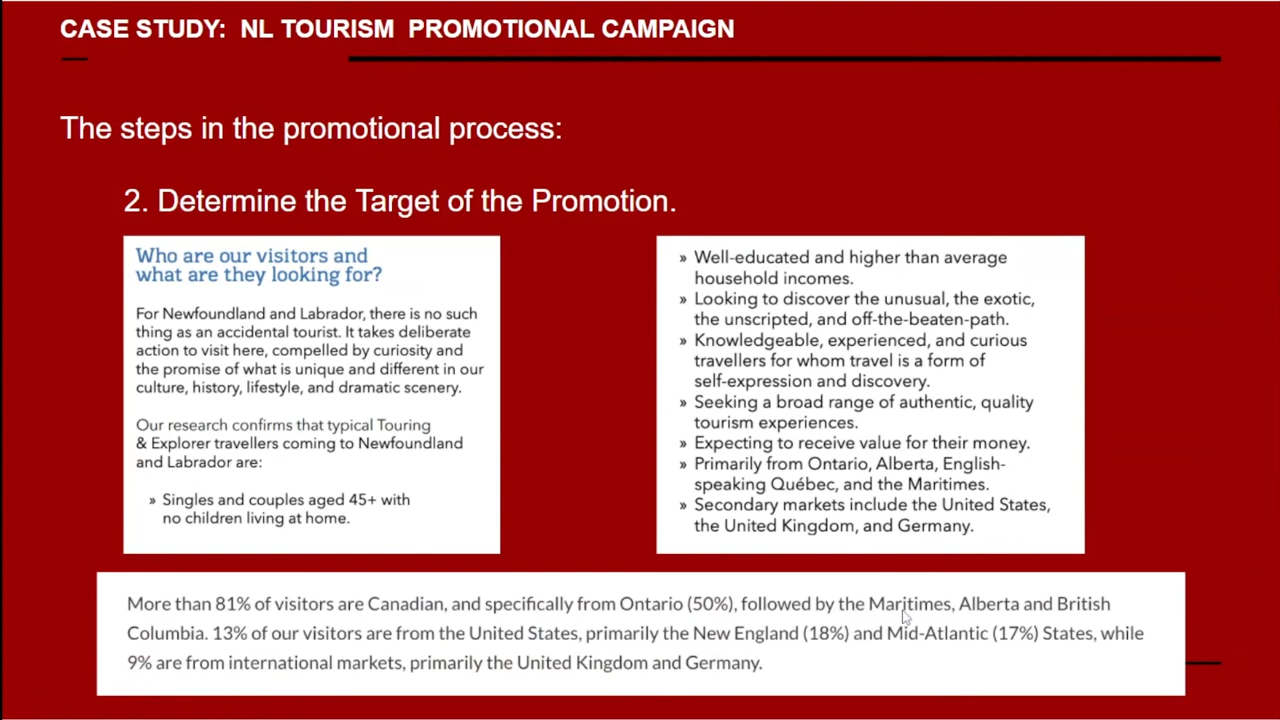 CASE STUDY: NL TOURISM PROMOTIONAL CAMPAIGN
The steps in the promotional process:
2. Determine the Target of the Promotion.
Who are our visitors and
what are they looking for?
For Newfoundland and Labrador, there is no such
thing as an accidental tourist. It takes deliberate
action to visit here, compelled by curiosity and
the promise of what is unique and different in our
culture, history, lifestyle, and dramatic scenery.
Our research confirms that typical Touring
& Explorer travellers coming to Newfoundland
and Labrador are:
» Singles and couples aged 45+ with
no children living at home.
» Well-educated and higher than average
household incomes.
» Looking to discover the unusual, the exotic,
the unscripted, and off-the-beaten-path.
» Knowledgeable, experienced, and curious
travellers for whom travel is a form of
self-expression and discovery.
» Seeking a broad range of authentic, quality
tourism experiences.
» Expecting to receive value for their money.
» Primarily from Ontario, Alberta, English-
speaking Québec, and the Maritimes.
» Secondary markets include the United States,
the United Kingdom, and Germany.
More than 81% of visitors are Canadian, and specifically from Ontario (50%), followed by the Maritimes, Alberta and British
Columbia. 13% of our visitors are from the United States, primarily the New England (18%) and Mid-Atlantic (17%) States, while
9% are from international markets, primarily the United Kingdom and Germany.